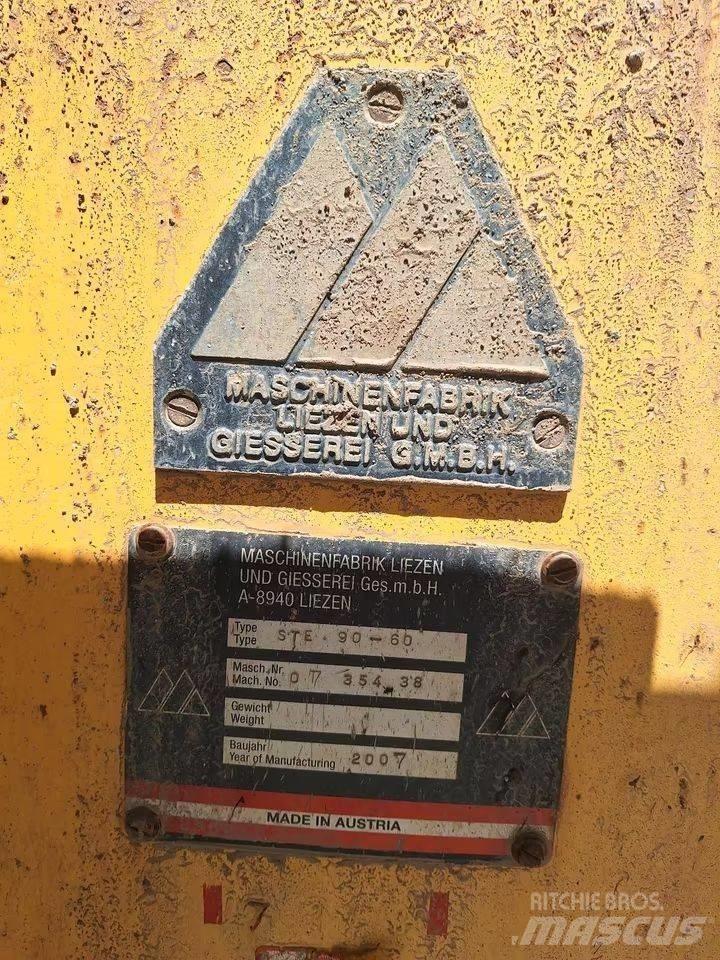 MASCHINENFABRIK
LIEZEN UND
GIESSEREI G.M.B.H.
MASCHINENFABRIK LIEZEN
UND GIESSEREI Ges.m.b.H.
A-8940 LIEZEN
Type
Type STE 90-60
Masch.Nr.
Mach. No. 07 354 38
Gewicht
Weight
Baujahr
Year of Manufacturing 2007
MADE IN AUSTRIA
RITCHIE BROS.
MASCUS